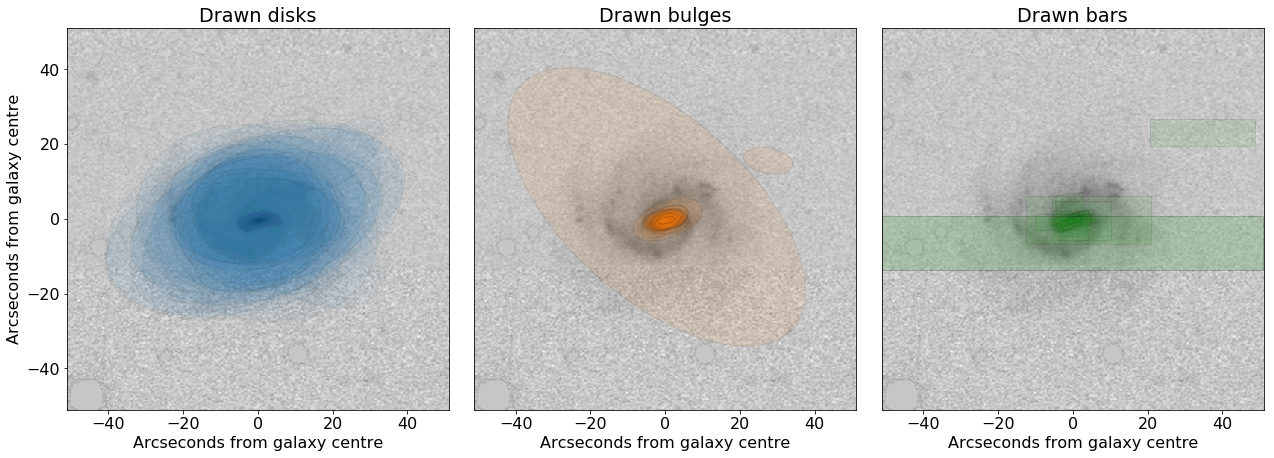 Drawn disks
Drawn bulges
Drawn bars
Arcseconds from galaxy centre
40
20
0
−20
−40
−40 −20 0 20 40
−40 −20 0 20 40
−40 −20 0 20 40
Arcseconds from galaxy centre
Arcseconds from galaxy centre
Arcseconds from galaxy centre